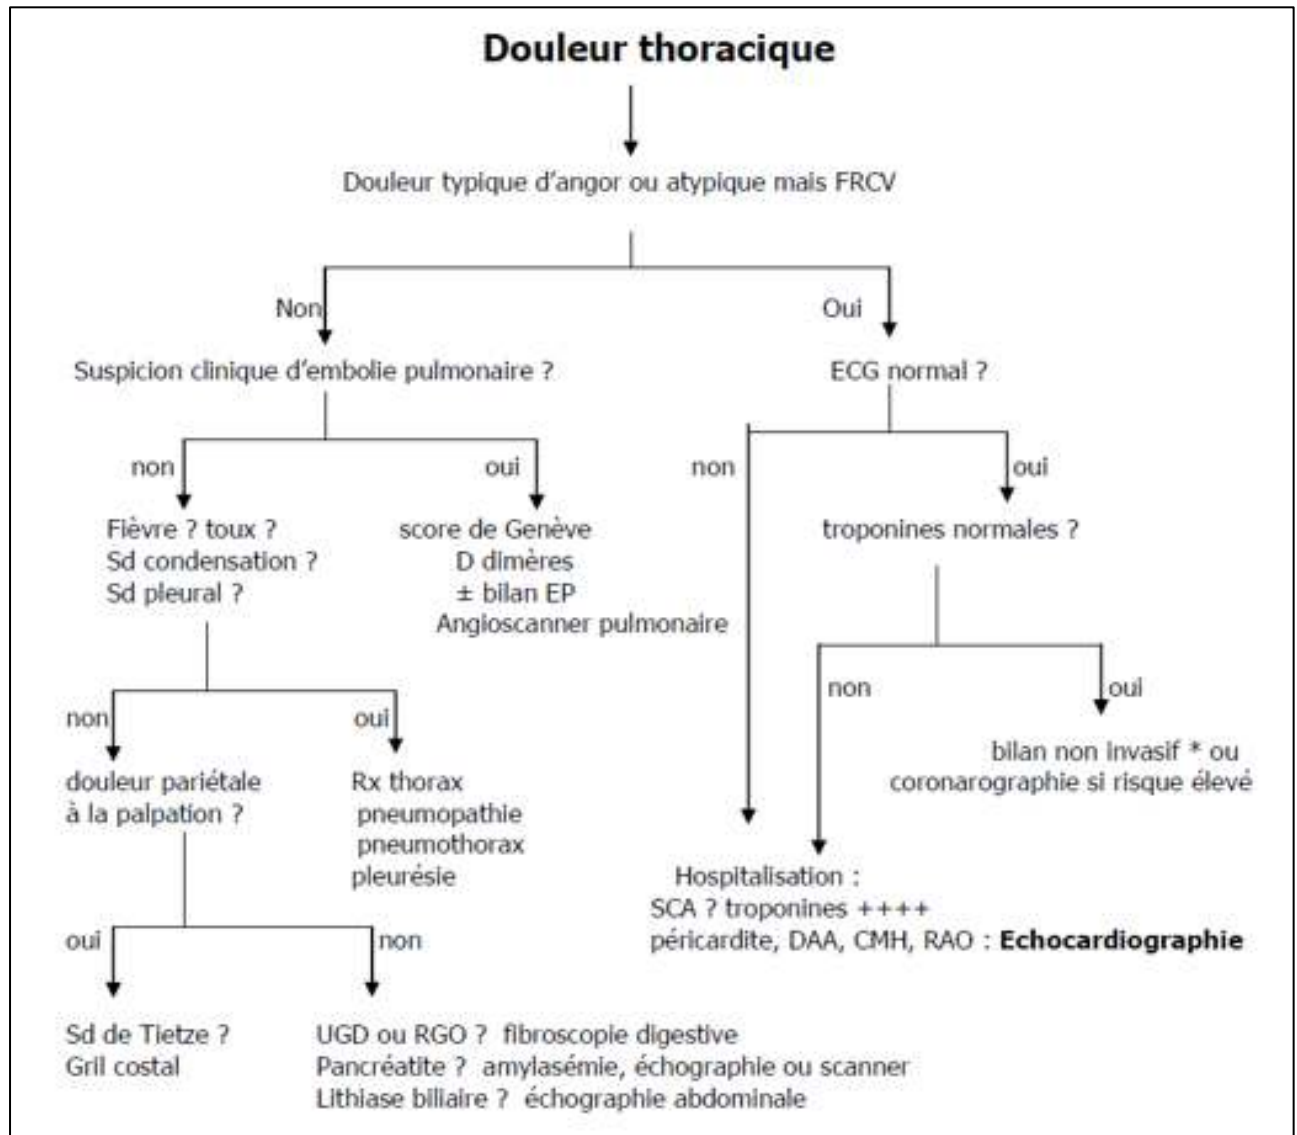 Douleur thoracique
Douleur typique d'angor ou atypique mais FRCV
Non
Oui
Suspicion clinique d'embolie pulmonaire ?
ECG normal ?
non
oui
non
oui
Fièvre ? toux ?
Sd condensation ?
Sd pleural ?
score de Genève
D dimères
± bilan EP
Angioscanner pulmonaire
troponines normales ?
non
oui
non
oui
douleur pariétale
à la palpation ?
Rx thorax
pneumopathie
pneumothorax
pleurésie
bilan non invasif * ou
coronarographie si risque élevé
Hospitalisation :
SCA ? troponines ++++
péricardite, DAA, CMH, RAO : Echocardiographie
oui
non
Sd de Tietze ?
Gril costal
UGD ou RGO ? fibroscopie digestive
Pancréatite ? amylasémie, échographie ou scanner
Lithiase biliaire ? échographie abdominale